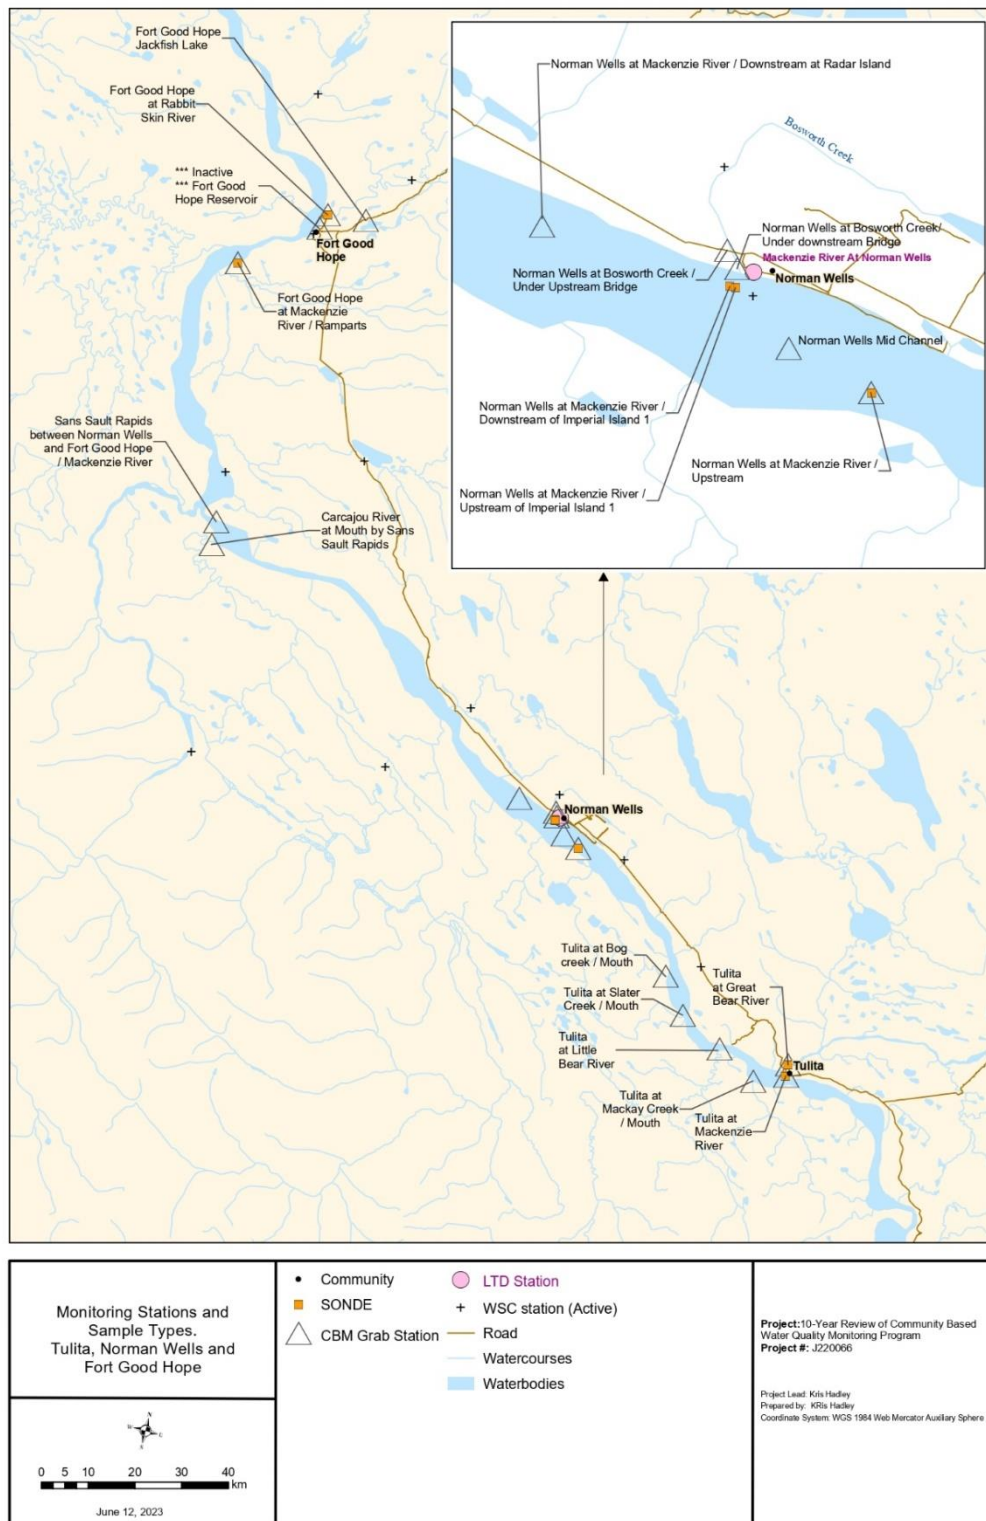 Fort Good Hope
Jackfish Lake
Fort Good Hope
at Rabbit
Skin River
*** Inactive
*** Fort Good
Hope Reservoir
Fort Good
Hope
Fort Good Hope
at Mackenzie
River / Ramparts
Sans Sault Rapids
between Norman Wells
and Fort Good Hope
/ Mackenzie River
Carcajou River
at Mouth by Sans
Sault Rapids
Norman Wells at Mackenzie River / Downstream at Radar Island
Bosworth Creek
Norman Wells at Bosworth Creek/
Under downstream Bridge
Mackenzie River At Norman Wells
Norman Wells at Bosworth Creek /
Under Upstream Bridge
Norman Wells
Norman Wells Mid Channel
Norman Wells at Mackenzie River /
Downstream of Imperial Island 1
Norman Wells at Mackenzie River /
Upstream
Norman Wells at Mackenzie River /
Upstream of Imperial Island 1
Norman Wells
Tulita at Bog
creek / Mouth
Tulita
at Great
Bear River
Tulita at Slater
Creek / Mouth
Tulita
at Little
Bear River
Tulita
Tulita at
Mackay Creek
/ Mouth
Tulita at
Mackenzie
River
Monitoring Stations and
Sample Types.
Tulita, Norman Wells and
Fort Good Hope
N
W
E
S
0 5 10 20 30 40
km
June 12, 2023
Community
SONDE
CBM Grab Station
LTD Station
WSC station (Active)
Road
Watercourses
Waterbodies
Project:10-Year Review of Community Based
Water Quality Monitoring Program
Project #: J220066
Project Lead: Kris Hadley
Prepared by: KRis Hadley
Coordinate System: WGS 1984 Web Mercator Auxiliary Sphere